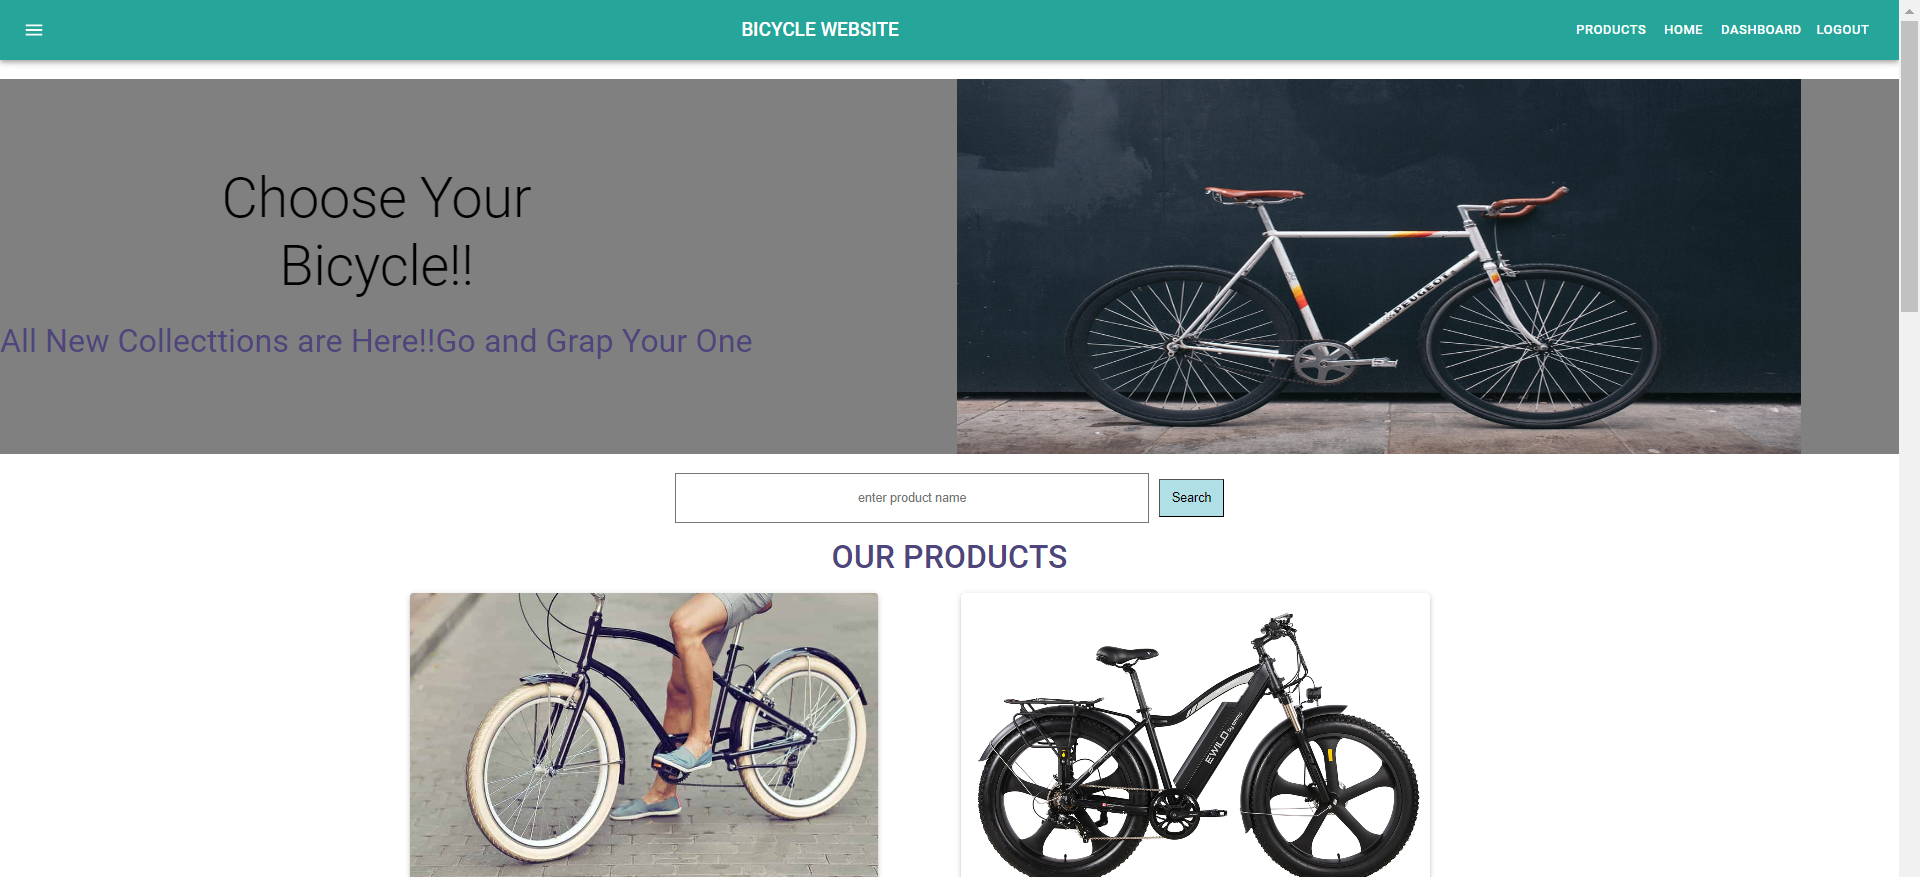 BICYCLE WEBSITE
PRODUCTS HOME DASHBOARD LOGOUT
Choose Your
Bicycle!!
All New Collecttions are Here!!Go and Grap Your One
PEUGEOT
enter product name
Search
OUR PRODUCTS
EWILD